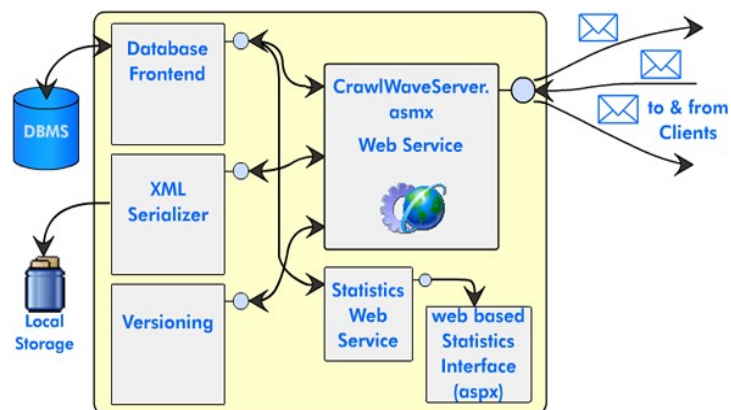 Database
Frontend
DBMS
XML
Serializer
Local
Storage
Versioning
CrawlWaveServer.
asmx
Web Service
Statistics
Web
Service
web based
Statistics
Interface
(aspx)
to & from
Clients